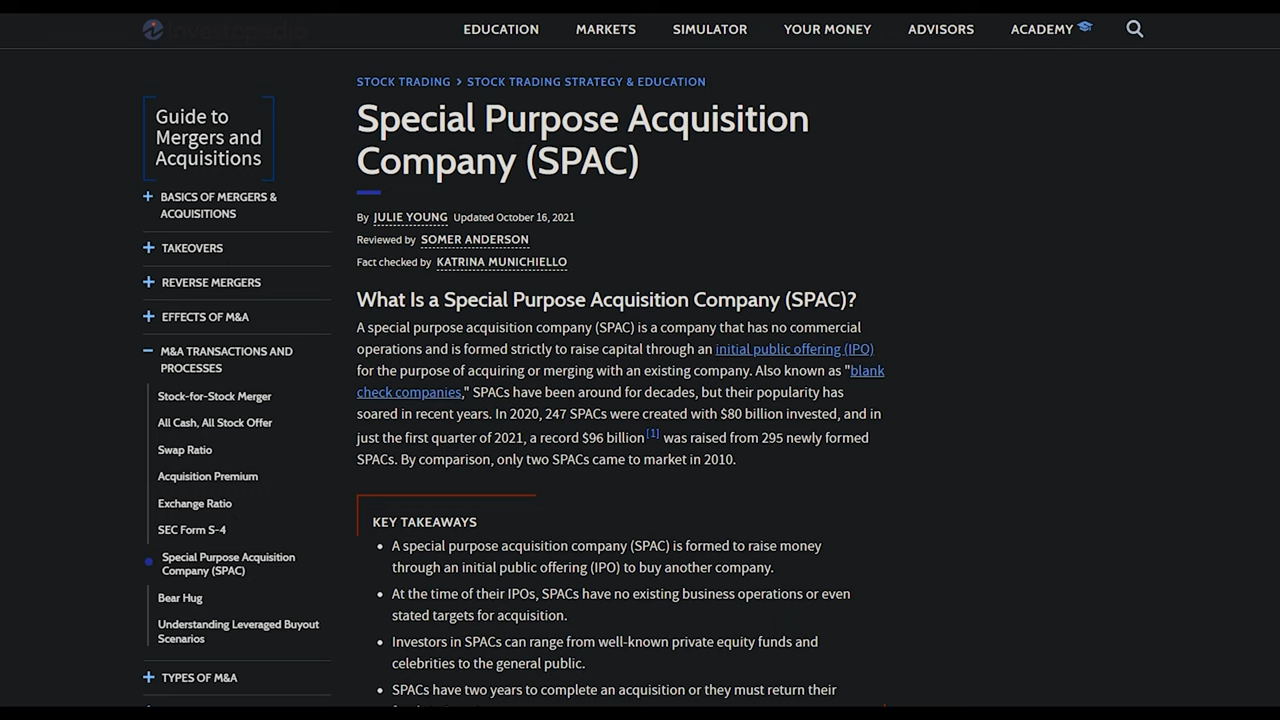 Investopedia
EDUCATION
MARKETS
SIMULATOR
YOUR MONEY
ADVISORS
ACADEMY
Guide to
Mergers and
Acquisitions
+ BASICS OF MERGERS &
ACQUISITIONS
+ TAKEOVERS
+ REVERSE MERGERS
+ EFFECTS OF M&A
− M&A TRANSACTIONS AND
PROCESSES
Stock-for-Stock Merger
All Cash, All Stock Offer
Swap Ratio
Acquisition Premium
Exchange Ratio
SEC Form S-4
Special Purpose Acquisition
Company (SPAC)
Bear Hug
Understanding Leveraged Buyout
Scenarios
+ TYPES OF M&A
STOCK TRADING > STOCK TRADING STRATEGY & EDUCATION
Special Purpose Acquisition
Company (SPAC)
By JULIE YOUNG Updated October 16, 2021
Reviewed by SOMER ANDERSON
Fact checked by KATRINA MUNICHIELLO
What Is a Special Purpose Acquisition Company (SPAC)?
A special purpose acquisition company (SPAC) is a company that has no commercial
operations and is formed strictly to raise capital through an initial public offering (IPO)
for the purpose of acquiring or merging with an existing company. Also known as "blank
check companies," SPACs have been around for decades, but their popularity has
soared in recent years. In 2020, 247 SPACs were created with $80 billion invested, and in
just the first quarter of 2021, a record $96 billion[1] was raised from 295 newly formed
SPACs. By comparison, only two SPACs came to market in 2010.
KEY TAKEAWAYS
• A special purpose acquisition company (SPAC) is formed to raise money
through an initial public offering (IPO) to buy another company.
• At the time of their IPOs, SPACs have no existing business operations or even
stated targets for acquisition.
• Investors in SPACs can range from well-known private equity funds and
celebrities to the general public.
• SPACs have two years to complete an acquisition or they must return their